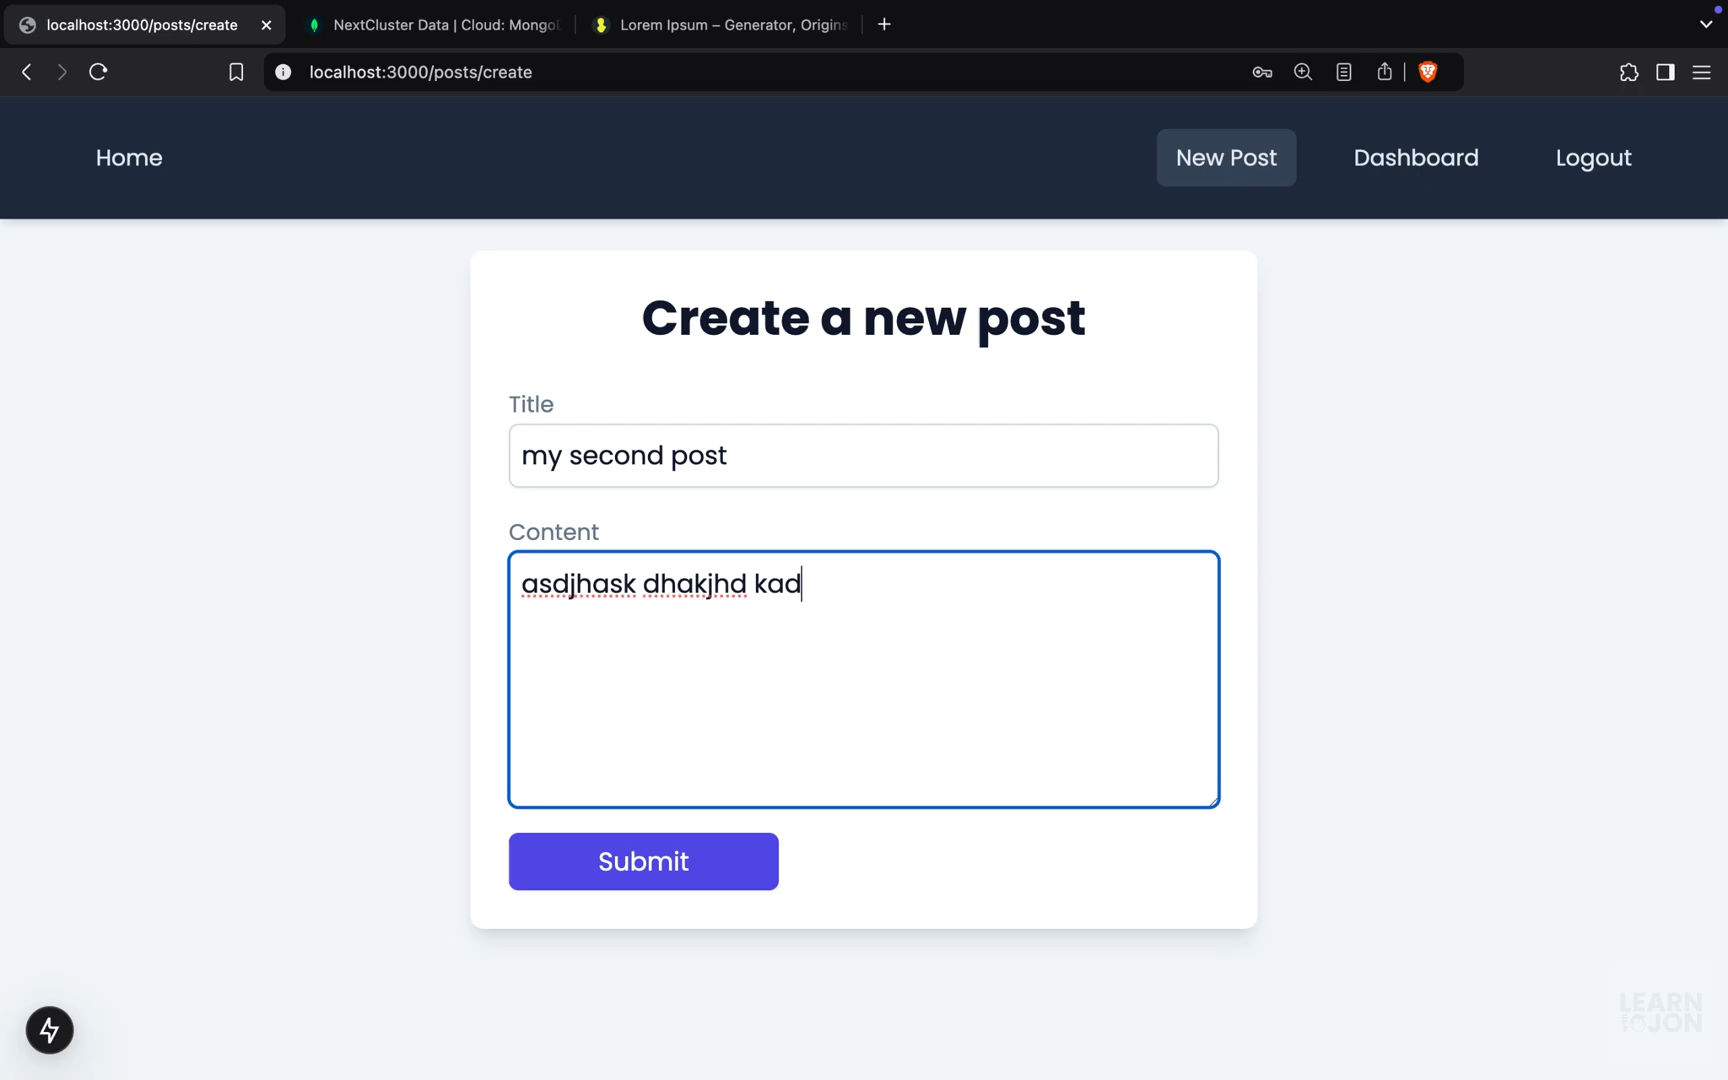 localhost:3000/posts/create
NextCluster Data | Cloud: Mongo
Lorem Ipsum – Generator, Origins
localhost:3000/posts/create
Home
New Post
Dashboard
Logout
Create a new post
Title
my second post
Content
asdjhask dhakjhd kad
Submit
LEARN
JON